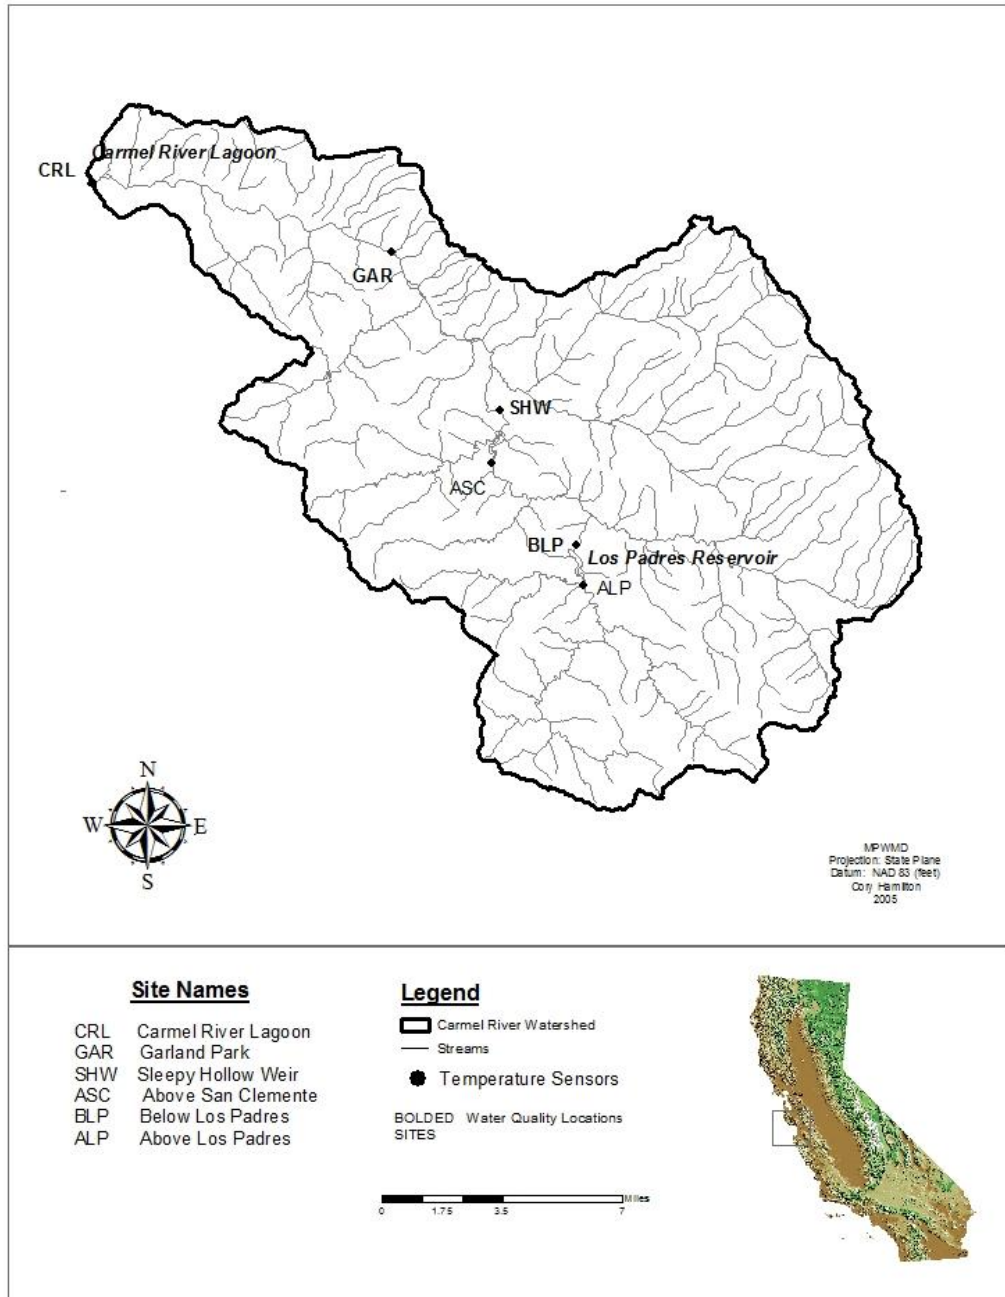 Carmel River Lagoon
CRL
GAR
SHW
ASC
BLP
Los Padres Reservoir
ALP
N
W E
S
MPWMD
Projection: State Plane
Datum: NAD 83 (feet)
Cory Hamilton
2005
Site Names
CRL Carmel River Lagoon
GAR Garland Park
SHW Sleepy Hollow Weir
ASC Above San Clemente
BLP Below Los Padres
ALP Above Los Padres
Legend
Carmel River Watershed
Streams
Temperature Sensors
BOLDED Water Quality Locations
SITES
Miles
0 1.75 3.5 7